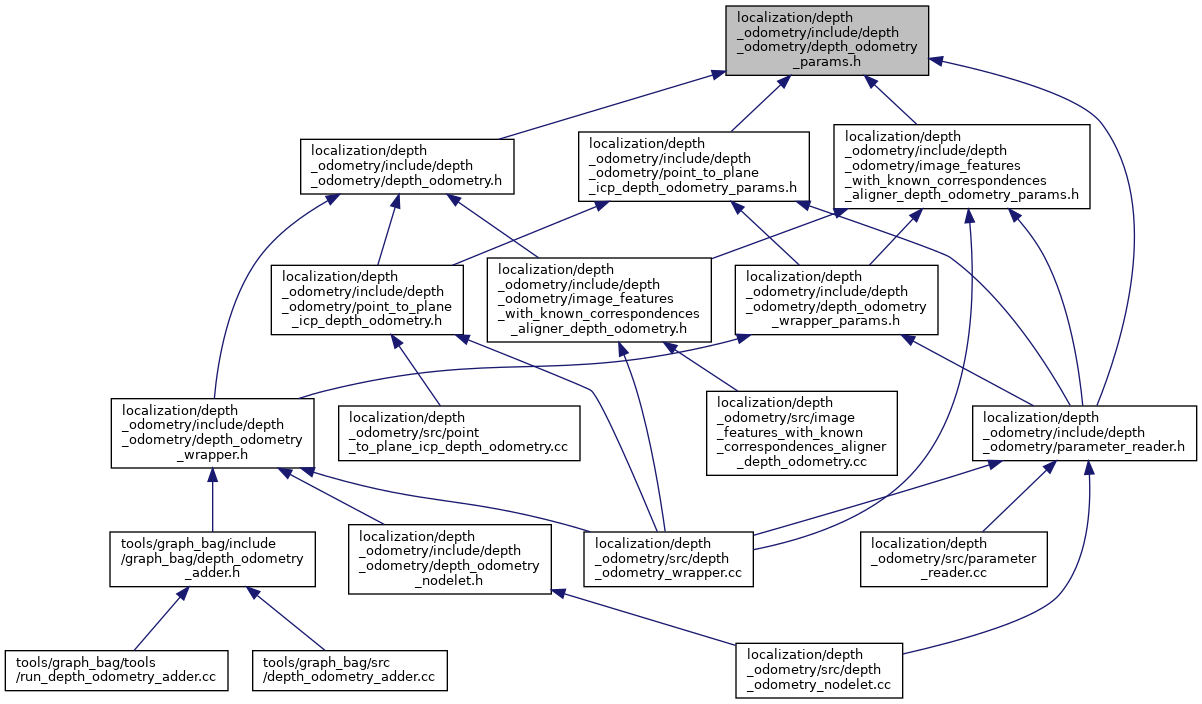 localization/depth
_odometry/include/depth
_odometry/depth_odometry
_params.h
localization/depth
_odometry/include/depth
_odometry/depth_odometry.h
localization/depth
_odometry/include/depth
_odometry/point_to_plane
_icp_depth_odometry_params.h
localization/depth
_odometry/include/depth
_odometry/image_features
_with_known_correspondences
_aligner_depth_odometry_params.h
localization/depth
_odometry/include/depth
_odometry/point_to_plane
_icp_depth_odometry.h
localization/depth
_odometry/include/depth
_odometry/image_features
_with_known_correspondences
_aligner_depth_odometry.h
localization/depth
_odometry/include/depth
_odometry/depth_odometry
_wrapper_params.h
localization/depth
_odometry/include/depth
_odometry/depth_odometry
_wrapper.h
localization/depth
_odometry/src/point
_to_plane_icp_depth_odometry.cc
localization/depth
_odometry/src/image
_features_with_known
_correspondences_aligner
_depth_odometry.cc
localization/depth
_odometry/include/depth
_odometry/parameter_reader.h
tools/graph_bag/include
/graph_bag/depth_odometry
_adder.h
localization/depth
_odometry/include/depth
_odometry/depth_odometry
_nodelet.h
localization/depth
_odometry/src/depth
_odometry_wrapper.cc
localization/depth
_odometry/src/parameter
_reader.cc
tools/graph_bag/tools
/run_depth_odometry_adder.cc
tools/graph_bag/src
/depth_odometry_adder.cc
localization/depth
_odometry/src/depth
_odometry_nodelet.cc